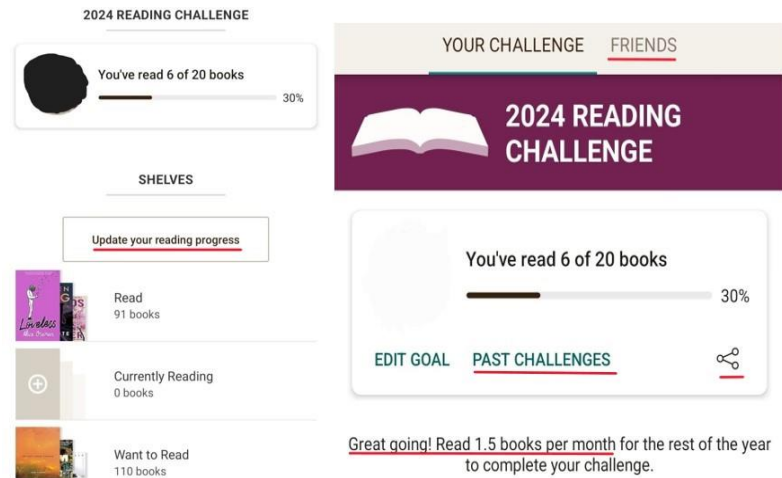 2024 READING CHALLENGE
You've read 6 of 20 books
30%
SHELVES
Update your reading progress
Loveless
Read
91 books
Currently Reading
0 books
Want to Read
110 books
YOUR CHALLENGE FRIENDS
2024 READING
CHALLENGE
You've read 6 of 20 books
30%
EDIT GOAL PAST CHALLENGES
Great going! Read 1.5 books per month for the rest of the year
to complete your challenge.